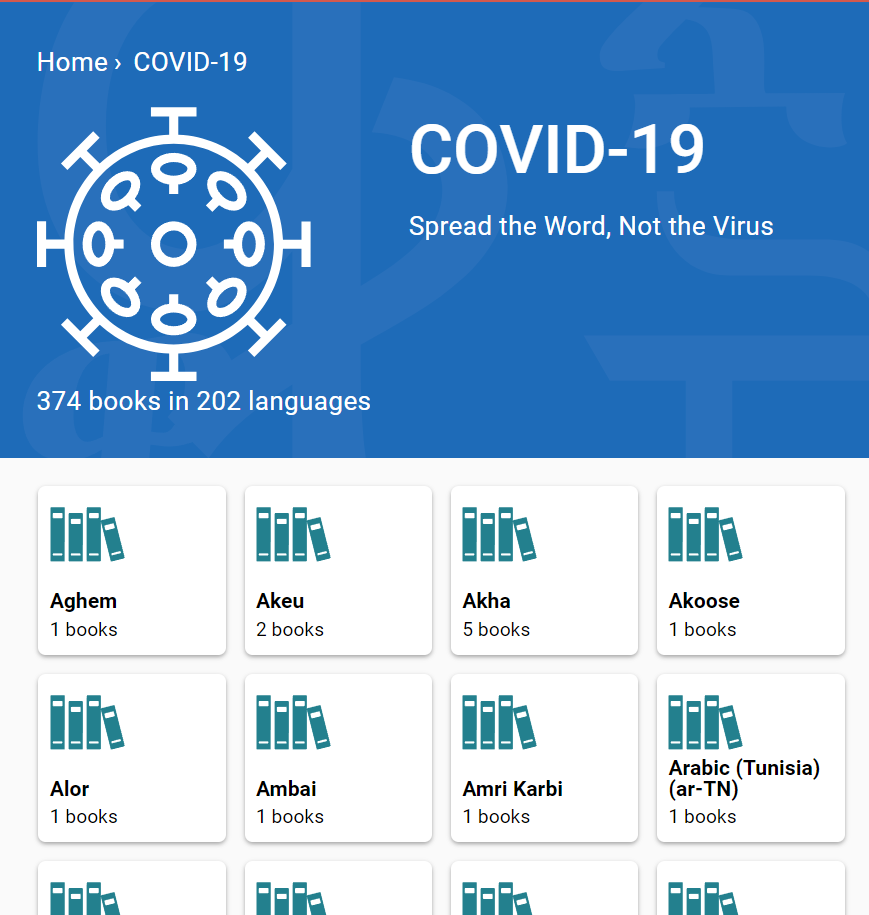 Home › COVID-19
COVID-19
Spread the Word, Not the Virus
374 books in 202 languages
Aghem
1 books
Akeu
2 books
Akha
5 books
Akoose
1 books
Alor
1 books
Ambai
1 books
Amri Karbi
1 books
Arabic (Tunisia)
(ar-TN)
1 books